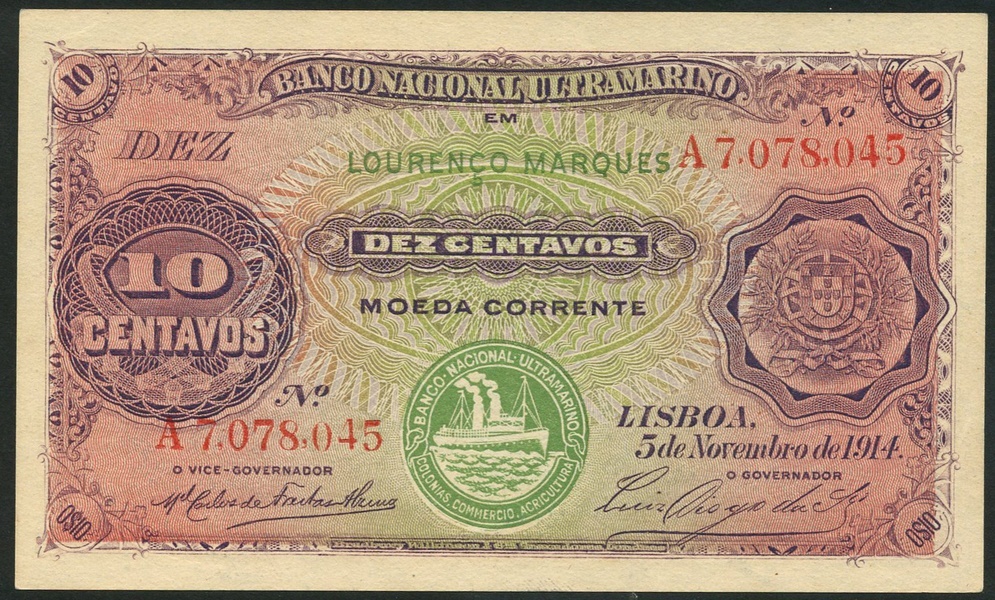 10
CENTAVOS
BANCO NACIONAL ULTRAMARINO
10
CENTAVOS
EM
Nº
DEZ
LOURENÇO MARQUES
A 7.078.045
DEZ CENTAVOS
10
CENTAVOS
MOEDA CORRENTE
BANCO·NACIONAL·ULTRAMARINO
COLONIAS, COMMERCIO, AGRICULTURA
Nº
A 7.078.045
LISBOA,
5 de Novembro de 1914.
O VICE-GOVERNADOR
O GOVERNADOR